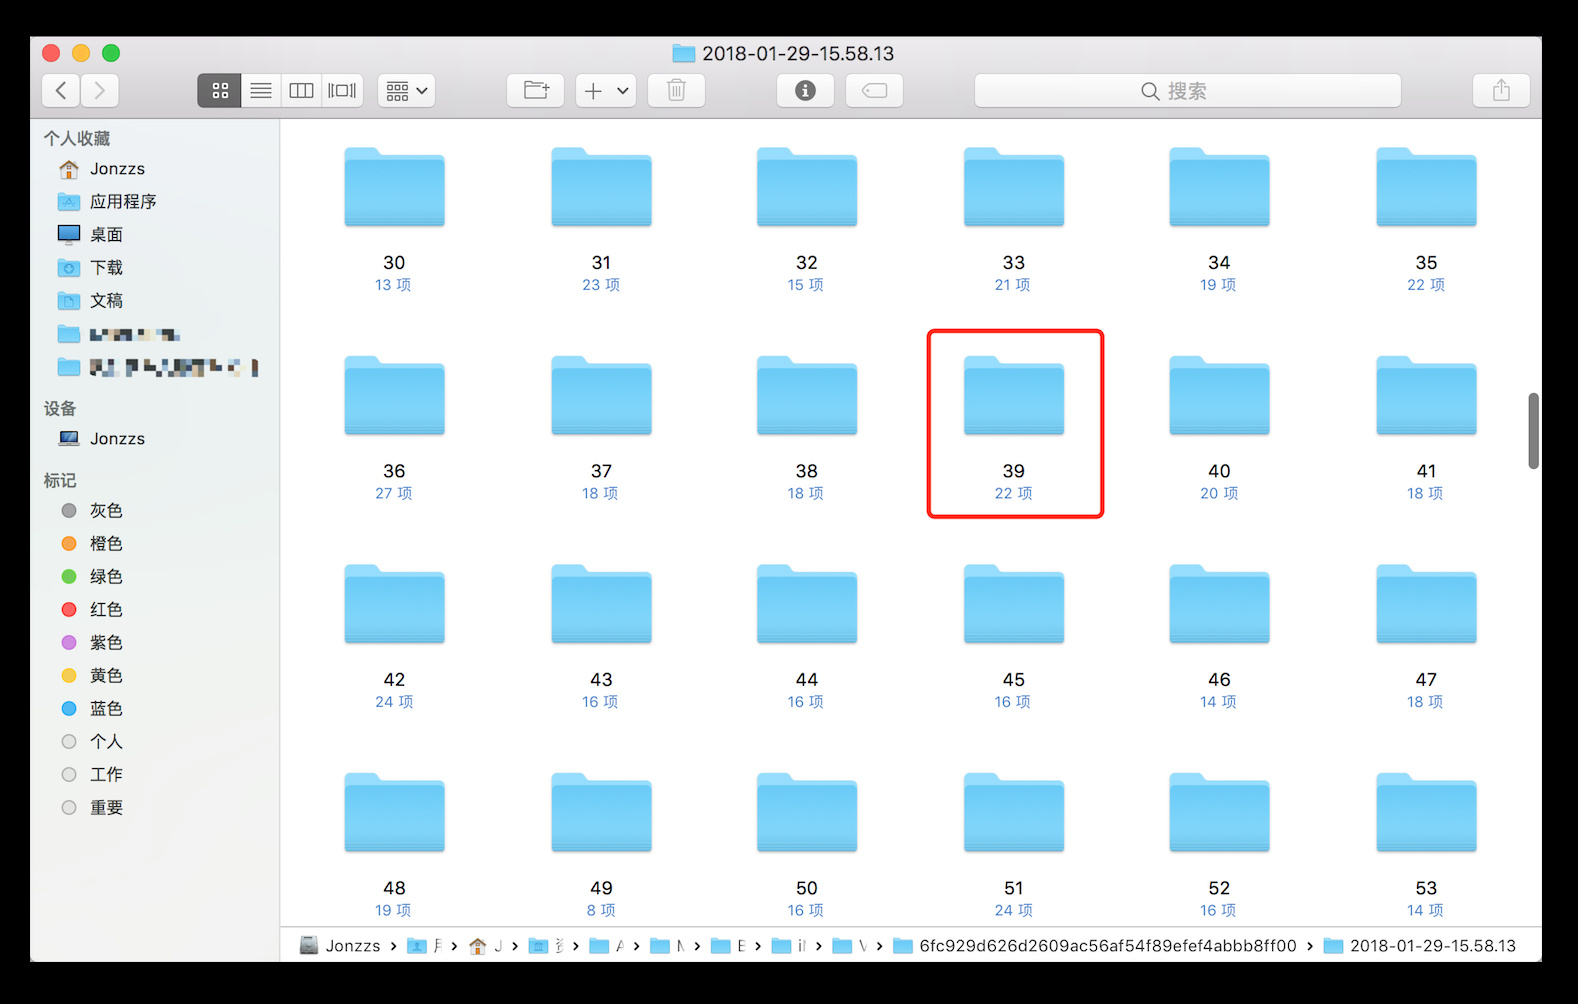 2018-01-29-15.58.13
搜索
个人收藏
Jonzzs
应用程序
桌面
下载
文稿
设备
Jonzzs
标记
灰色
橙色
绿色
红色
紫色
黄色
蓝色
个人
工作
重要
30 31 32 33 34 35
13 项 23 项 15 项 21 项 19 项 22 项
36 37 38 39 40 41
27 项 18 项 18 项 22 项 20 项 18 项
42 43 44 45 46 47
24 项 16 项 16 项 16 项 14 项 18 项
48 49 50 51 52 53
19 项 8 项 16 项 24 项 16 项 14 项
Jonzzs › › J › › › › › › › 6fc929d626d2609ac56af54f89efef4abbb8ff00 › 2018-01-29-15.58.13